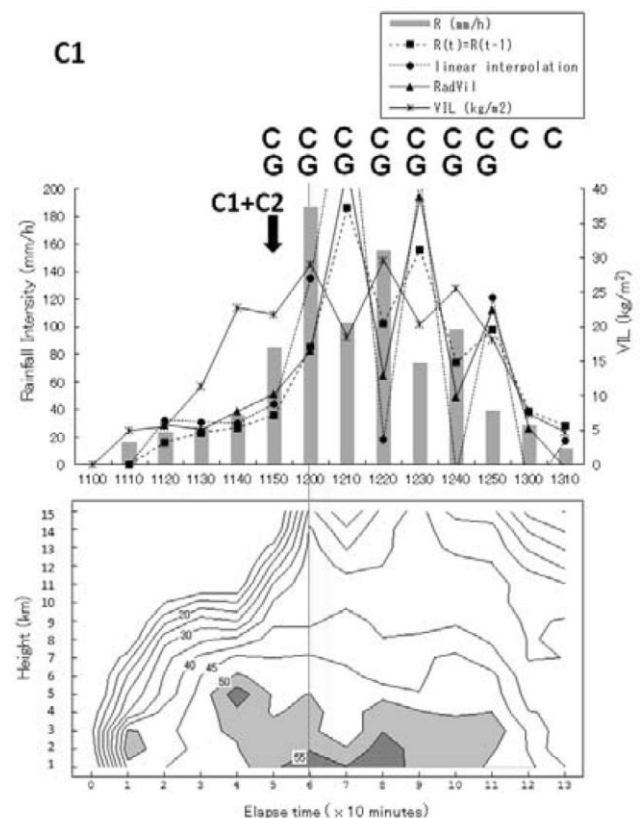 C1
R (mm/h)
R(t)=R(t-1)
linear interpolation
RadVil
VIL (kg/m2)
C C C C C C C C C
G G G G G G G
C1+C2
Rainfall Intensity (mm/h)
200
180
160
140
120
100
80
60
40
20
0
40
35
30
25
20
15
10
5
0
VIL (kg/m²)
1100 1110 1120 1130 1140 1150 1200 1210 1220 1230 1240 1250 1300 1310
Height (km)
15
14
13
12
11
10
9
8
7
6
5
4
3
2
1
20
30
40
45
50
55
0 1 2 3 4 5 6 7 8 9 10 11 12 13
Elapse time ( × 10 minutes)